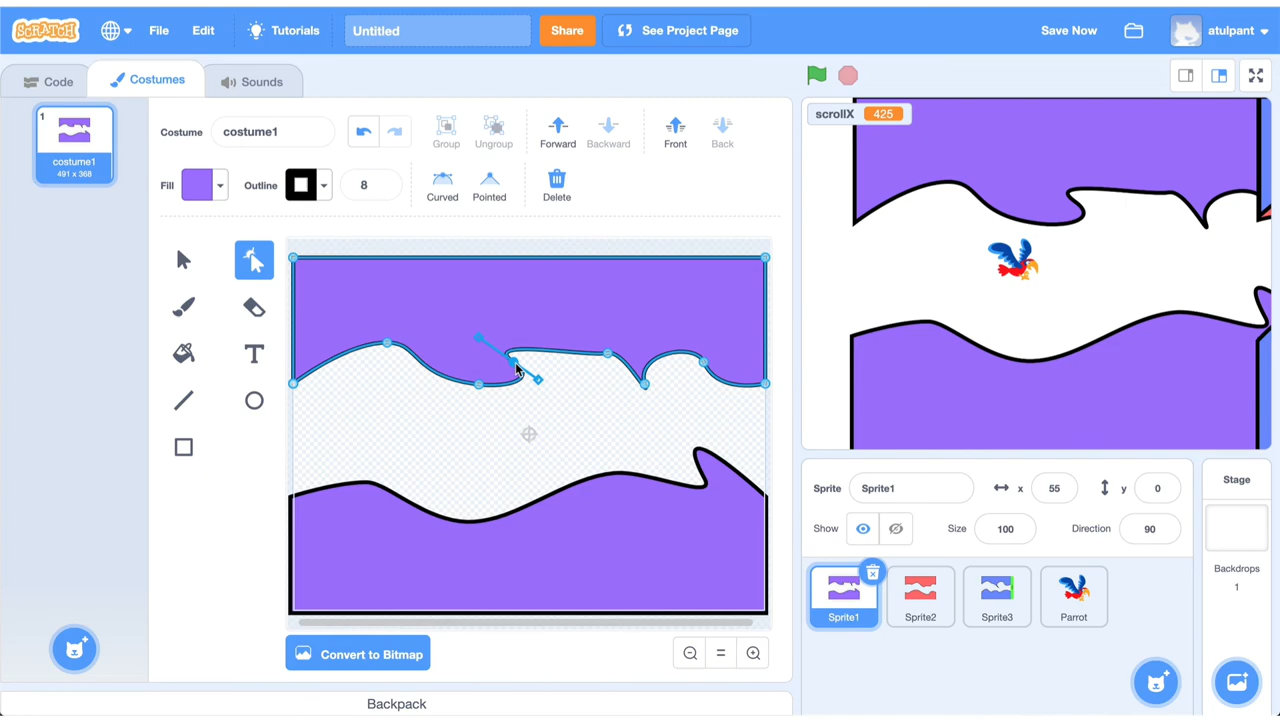 SCRATCH File Edit Tutorials Untitled Share See Project Page Save Now atulpant
Code Costumes Sounds
1
costume1
491 x 368
Costume costume1 Group Ungroup Forward Backward Front Back
Fill Outline 8 Curved Pointed Delete
T
Convert to Bitmap
Backpack
scrollX 425
Sprite Sprite1 x 55 y 0
Show Size 100 Direction 90
Sprite1 Sprite2 Sprite3 Parrot
Stage
Backdrops
1